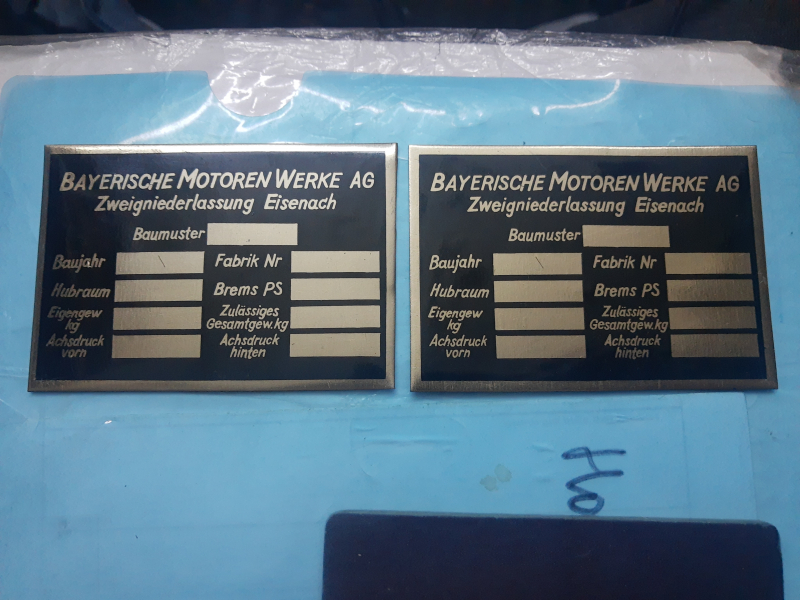 BAYERISCHE MOTOREN WERKE AG
Zweigniederlassung Eisenach
Baumuster
Baujahr Fabrik Nr
Hubraum Brems PS
Eigengew kg Zulässiges Gesamtgew.kg
Achsdruck vorn Achsdruck hinten
BAYERISCHE MOTOREN WERKE AG
Zweigniederlassung Eisenach
Baumuster
Baujahr Fabrik Nr
Hubraum Brems PS
Eigengew kg Zulässiges Gesamtgew.kg
Achsdruck vorn Achsdruck hinten